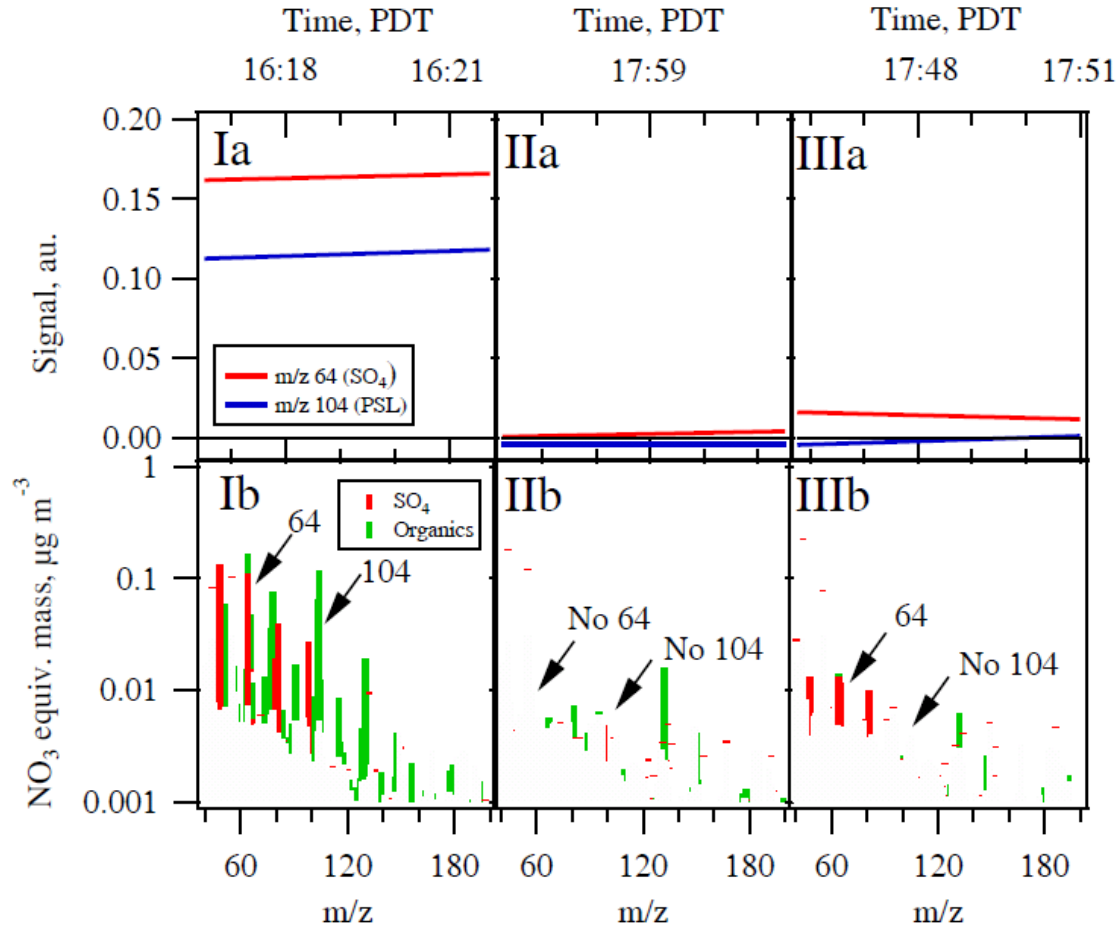 Time, PDT Time, PDT Time, PDT
16:18 16:21 17:59 17:48 17:51
Signal, au.
0.20
0.15
0.10
0.05
0.00
Ia
m/z 64 (SO₄)
m/z 104 (PSL)
IIa
IIIa
NO₃ equiv. mass, µg m⁻³
1
0.1
0.01
0.001
Ib
SO₄
Organics
64
104
IIb
No 64
No 104
IIIb
64
No 104
60 120 180 60 120 180 60 120 180
m/z m/z m/z